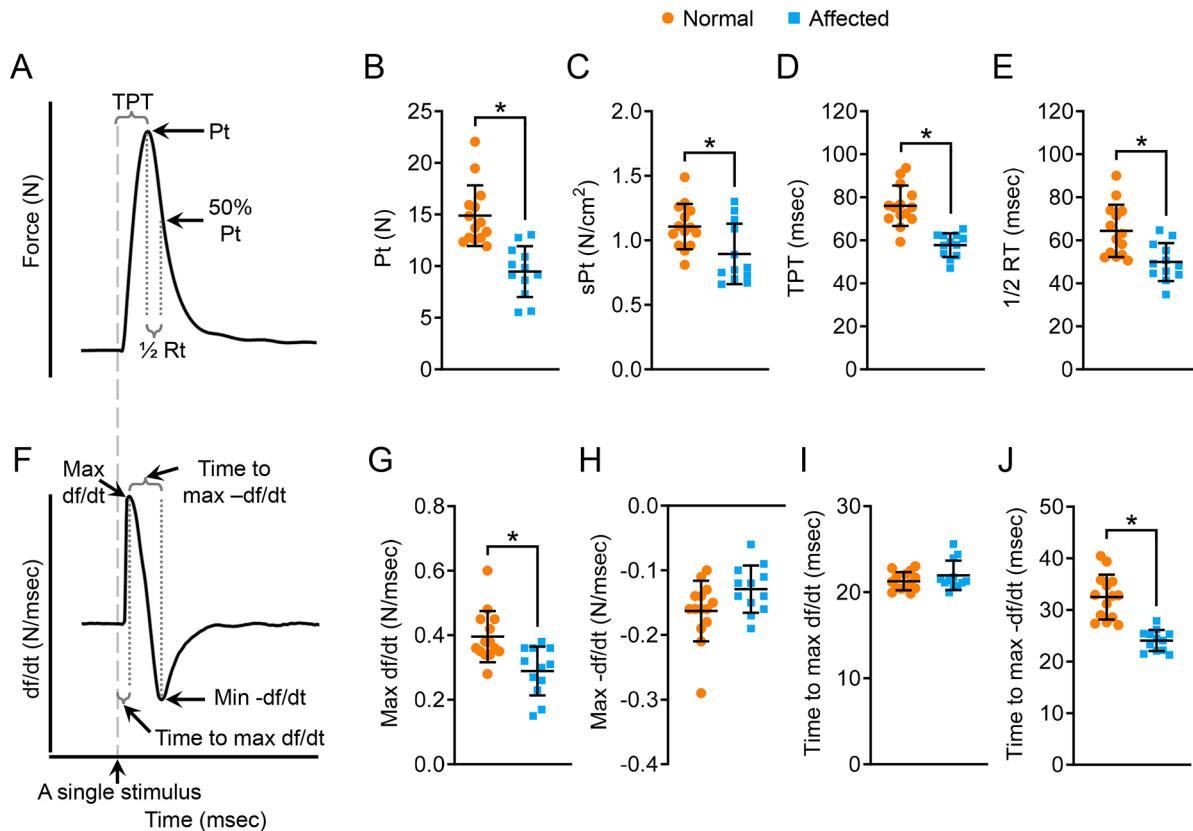 Normal Affected
A
TPT
Pt
50%
Pt
½ Rt
Force (N)
B
Pt (N)
25
20
15
10
5
0
*
C
sPt (N/cm²)
2.0
1.5
1.0
0.5
0.0
*
D
TPT (msec)
120
100
80
60
40
20
0
*
E
1/2 RT (msec)
120
100
80
60
40
20
0
*
F
Max
df/dt
Time to
max –df/dt
df/dt (N/msec)
Min -df/dt
Time to max df/dt
A single stimulus
Time (msec)
G
Max df/dt (N/msec)
0.8
0.6
0.4
0.2
0.0
*
H
Max -df/dt (N/msec)
-0.0
-0.1
-0.2
-0.3
-0.4
I
Time to max df/dt (msec)
30
20
10
0
J
Time to max -df/dt (msec)
50
40
30
20
10
0
*